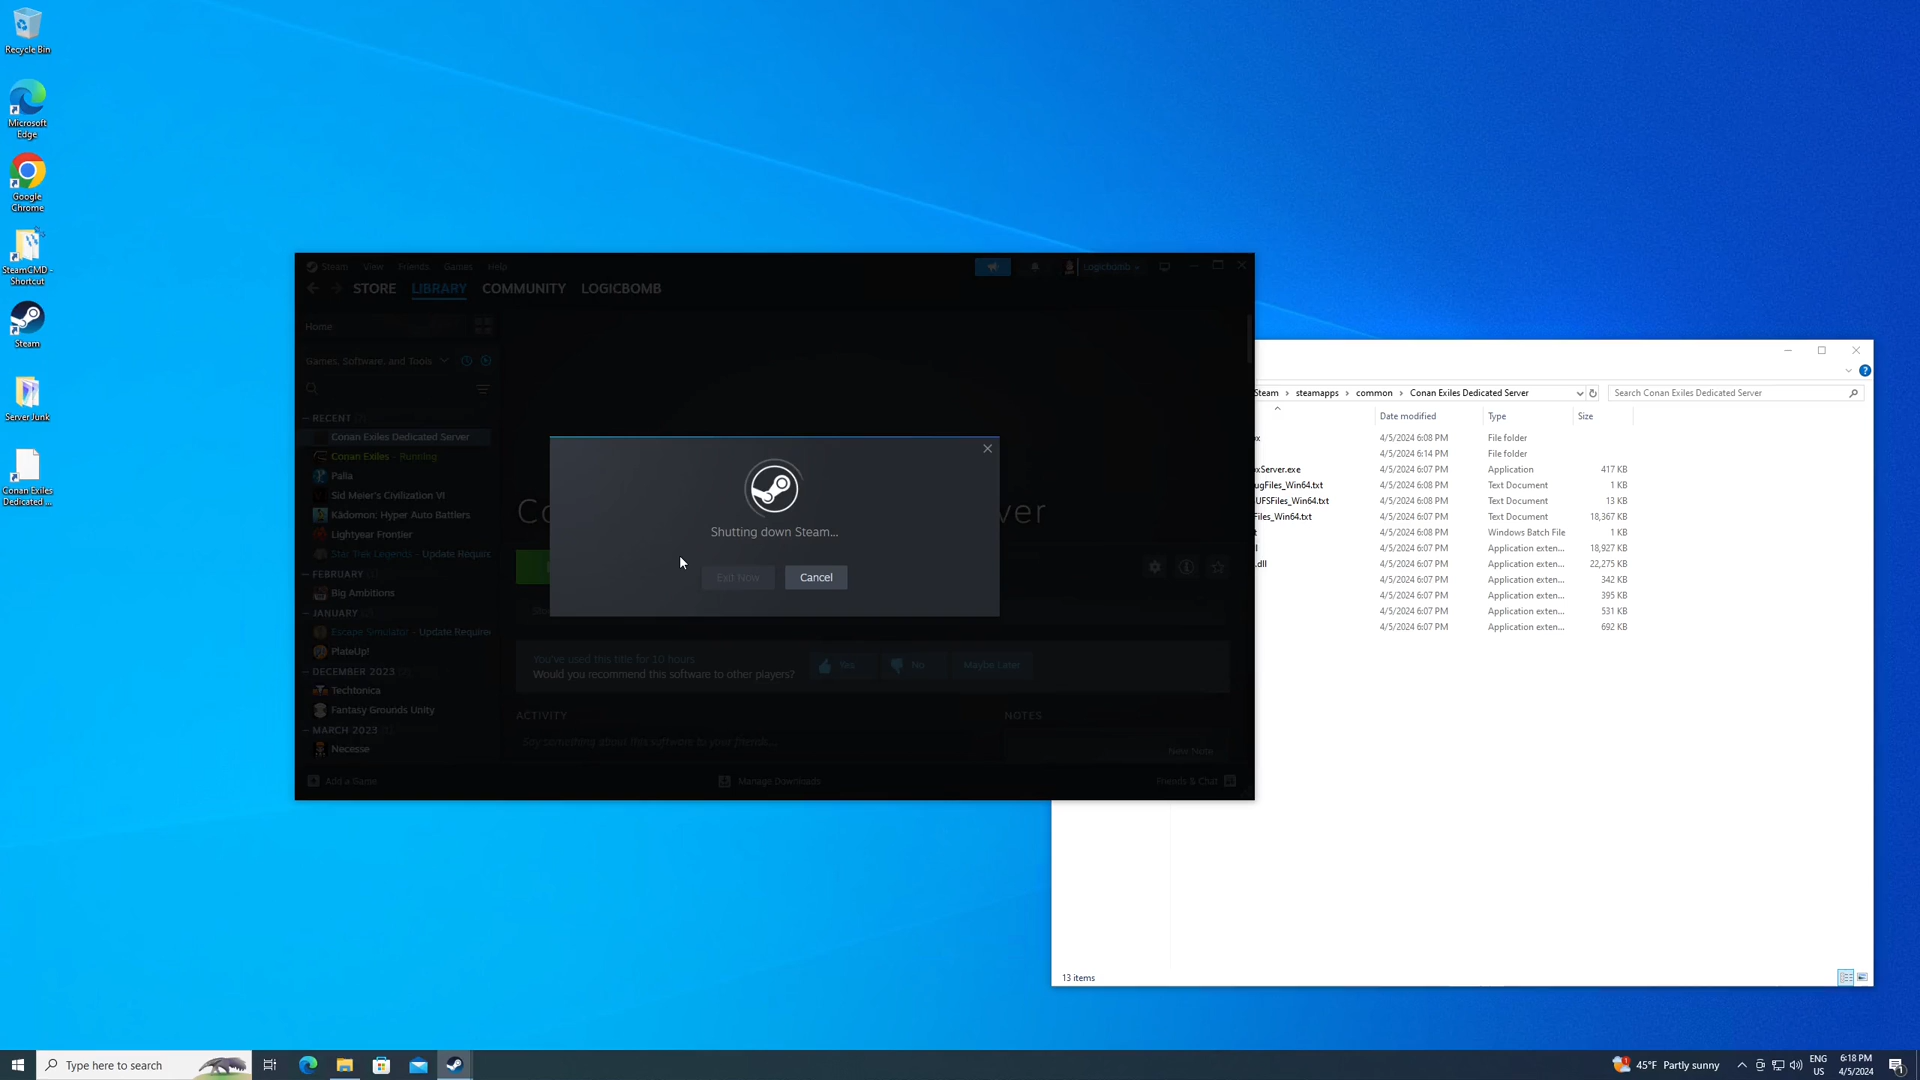 Recycle Bin
Microsoft
Edge
Google
Chrome
SteamCMD -
Shortcut
Steam
Server Junk
Conan Exiles
Dedicated ...
Steam View Friends Games Help
Logicbomb
STORE LIBRARY COMMUNITY LOGICBOMB
Home
Games, Software, and Tools
RECENT
Conan Exiles Dedicated Server
Conan Exiles - Running
Palia
Sid Meier's Civilization VI
Kādomon: Hyper Auto Battlers
Lightyear Frontier
Star Trek Legends - Update Require
FEBRUARY
Big Ambitions
JANUARY
Escape Simulator - Update Require
PlateUp!
DECEMBER 2023
Techtonica
Fantasy Grounds Unity
MARCH 2023
Necesse
Add a Game
Shutting down Steam...
Exit Now Cancel
You've used this title for 10 hours
Would you recommend this software to other players?
Yes No Maybe Later
ACTIVITY
Say something about this software to your friends...
NOTES
New Note
Manage Downloads
Friends & Chat
Steam > steamapps > common > Conan Exiles Dedicated Server
Search Conan Exiles Dedicated Server
Date modified Type Size
4/5/2024 6:08 PM File folder
4/5/2024 6:14 PM File folder
xServer.exe 4/5/2024 6:07 PM Application 417 KB
ugFiles_Win64.txt 4/5/2024 6:08 PM Text Document 1 KB
UFSFiles_Win64.txt 4/5/2024 6:08 PM Text Document 13 KB
Files_Win64.txt 4/5/2024 6:07 PM Text Document 18,367 KB
t 4/5/2024 6:08 PM Windows Batch File 1 KB
l 4/5/2024 6:07 PM Application exten... 18,927 KB
.dll 4/5/2024 6:07 PM Application exten... 22,275 KB
4/5/2024 6:07 PM Application exten... 342 KB
4/5/2024 6:07 PM Application exten... 395 KB
4/5/2024 6:07 PM Application exten... 531 KB
4/5/2024 6:07 PM Application exten... 692 KB
13 items
Type here to search
45°F Partly sunny
ENG
US
6:18 PM
4/5/2024